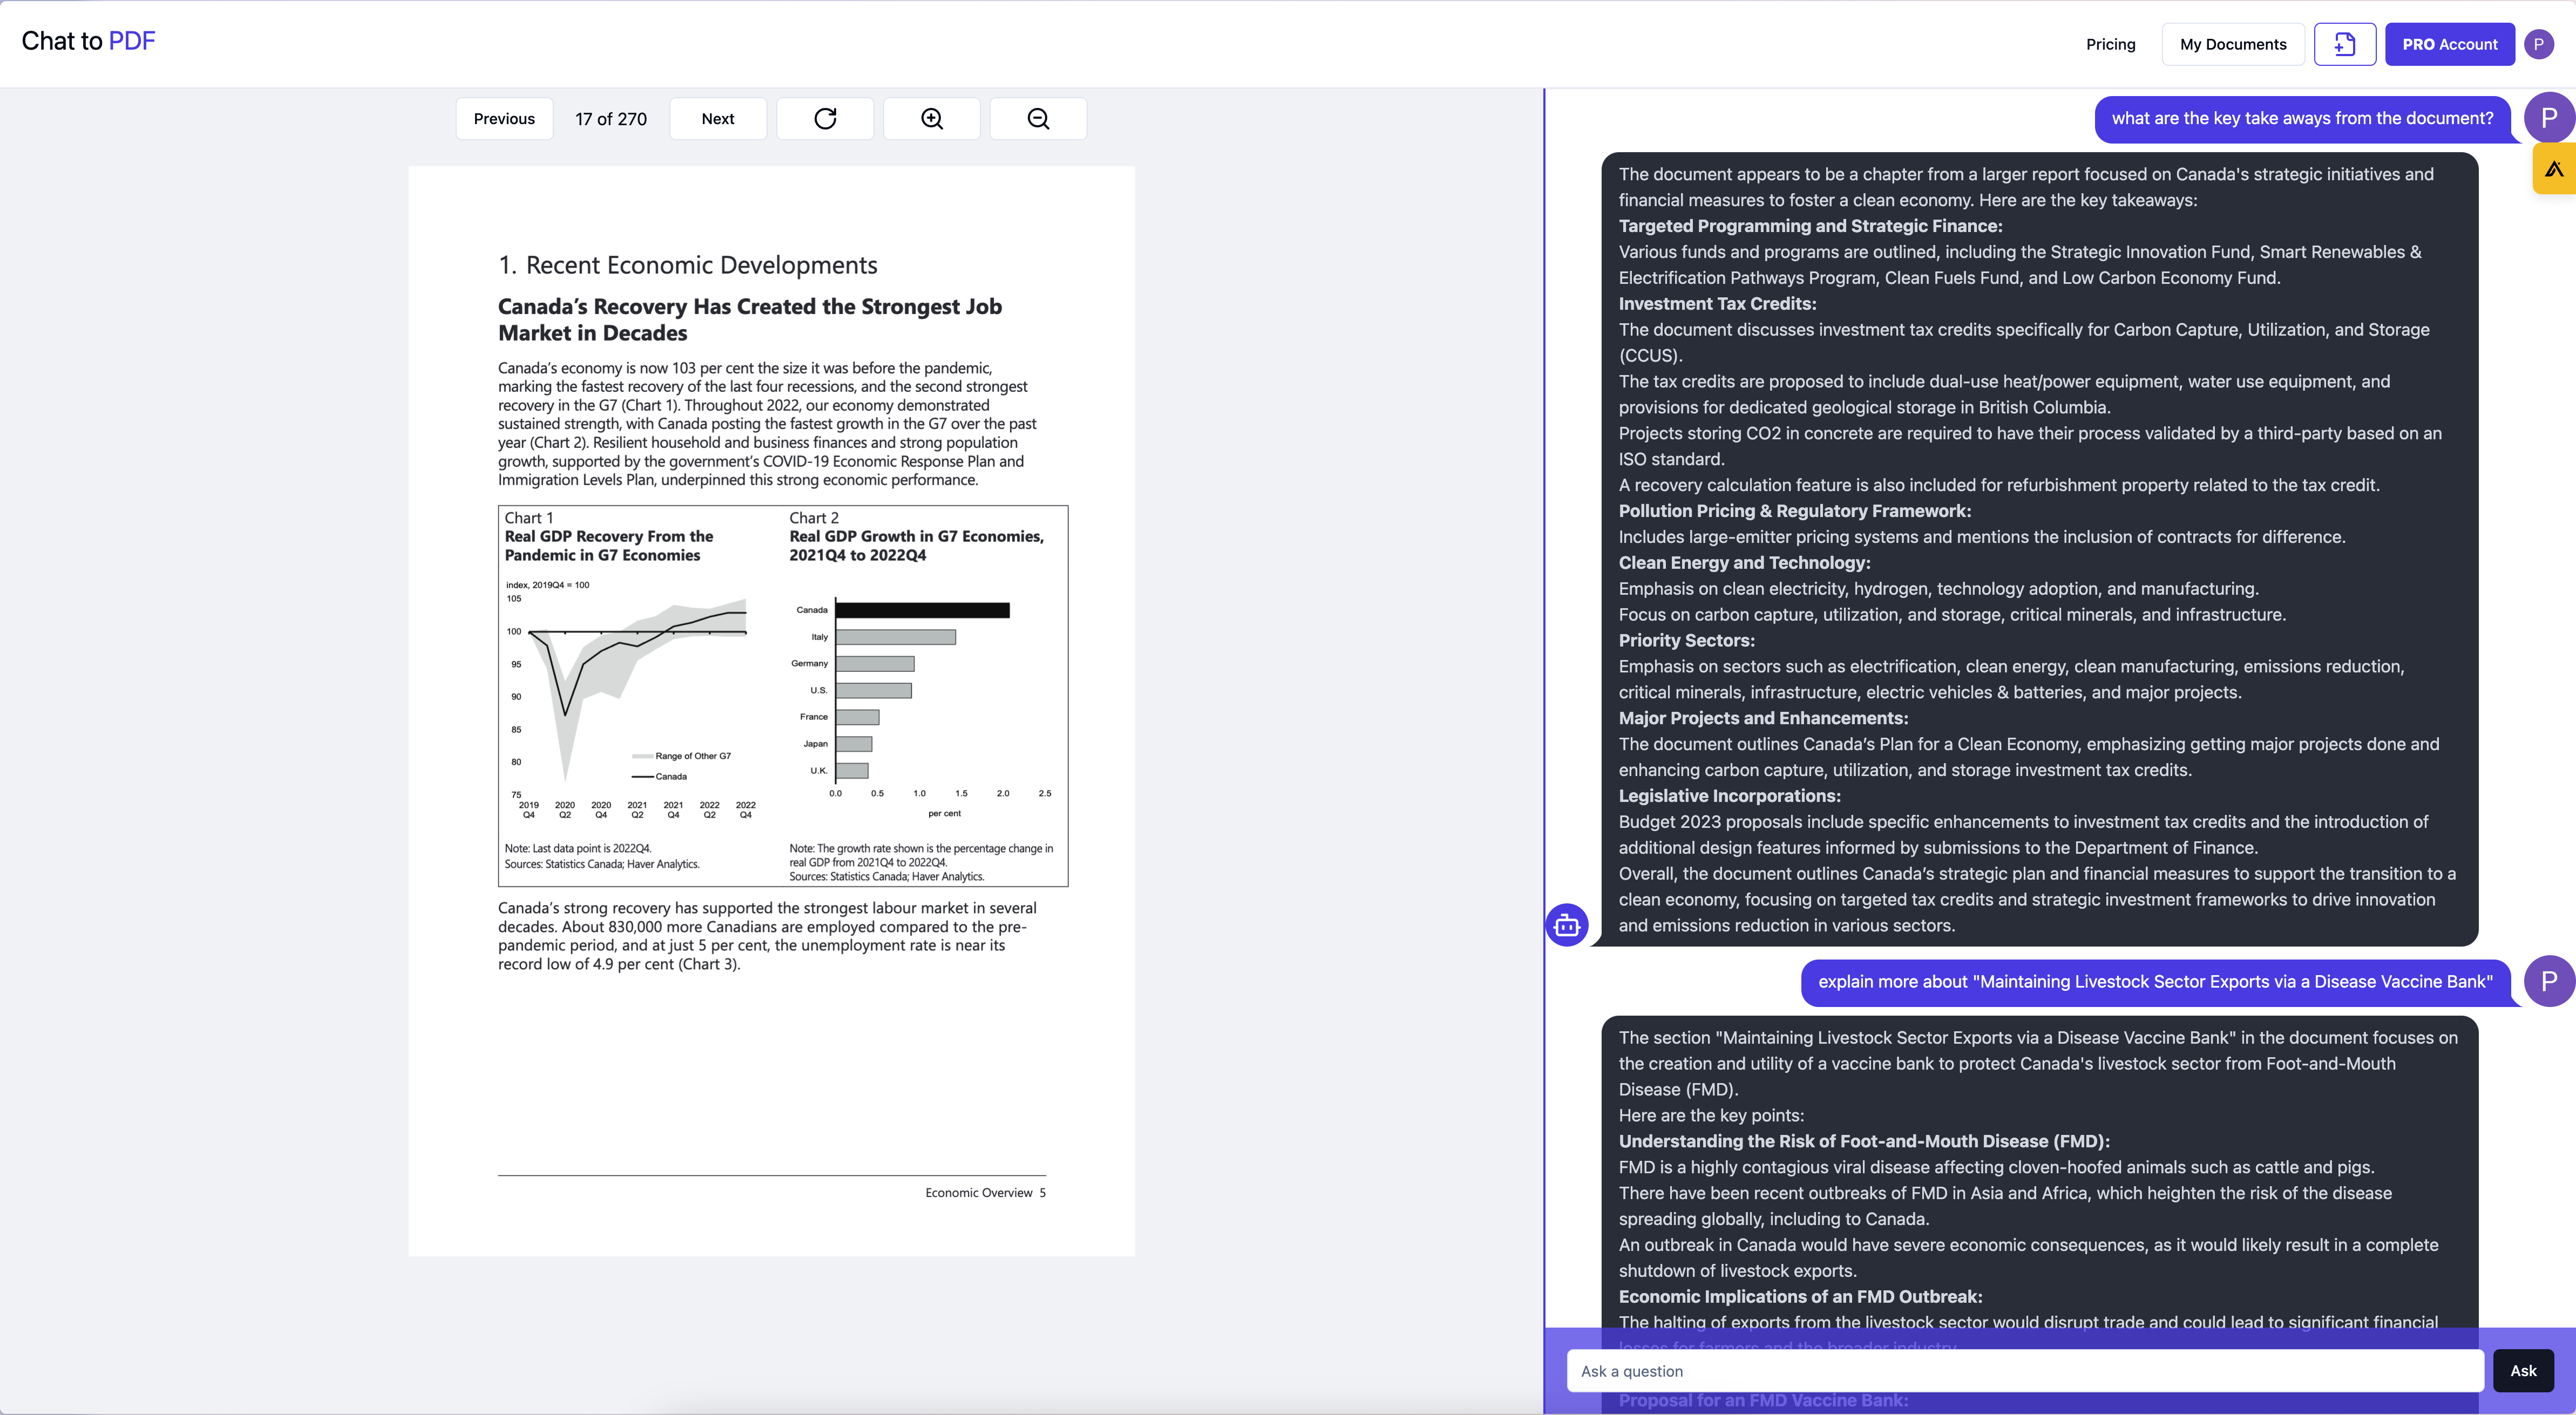 Chat to PDF
Pricing
My Documents
PRO Account
P
Previous
17 of 270
Next
1. Recent Economic Developments
Canada's Recovery Has Created the Strongest Job
Market in Decades
Canada's economy is now 103 per cent the size it was before the pandemic,
marking the fastest recovery of the last four recessions, and the second strongest
recovery in the G7 (Chart 1). Throughout 2022, our economy demonstrated
sustained strength, with Canada posting the fastest growth in the G7 over the past
year (Chart 2). Resilient household and business finances and strong population
growth, supported by the government's COVID-19 Economic Response Plan and
Immigration Levels Plan, underpinned this strong economic performance.
Chart 1
Real GDP Recovery From the
Pandemic in G7 Economies
index, 2019Q4 = 100
105
100
95
90
85
80
75
Range of Other G7
Canada
2019 2020 2020 2021 2021 2022 2022
Q4 Q2 Q4 Q2 Q4 Q2 Q4
Note: Last data point is 2022Q4.
Sources: Statistics Canada; Haver Analytics.
Chart 2
Real GDP Growth in G7 Economies,
2021Q4 to 2022Q4
Canada
Italy
Germany
U.S.
France
Japan
U.K.
0.0 0.5 1.0 1.5 2.0 2.5
per cent
Note: The growth rate shown is the percentage change in
real GDP from 2021Q4 to 2022Q4.
Sources: Statistics Canada; Haver Analytics.
Canada's strong recovery has supported the strongest labour market in several
decades. About 830,000 more Canadians are employed compared to the pre-
pandemic period, and at just 5 per cent, the unemployment rate is near its
record low of 4.9 per cent (Chart 3).
Economic Overview 5
what are the key take aways from the document?
P
The document appears to be a chapter from a larger report focused on Canada's strategic initiatives and
financial measures to foster a clean economy. Here are the key takeaways:
Targeted Programming and Strategic Finance:
Various funds and programs are outlined, including the Strategic Innovation Fund, Smart Renewables &
Electrification Pathways Program, Clean Fuels Fund, and Low Carbon Economy Fund.
Investment Tax Credits:
The document discusses investment tax credits specifically for Carbon Capture, Utilization, and Storage
(CCUS).
The tax credits are proposed to include dual-use heat/power equipment, water use equipment, and
provisions for dedicated geological storage in British Columbia.
Projects storing CO2 in concrete are required to have their process validated by a third-party based on an
ISO standard.
A recovery calculation feature is also included for refurbishment property related to the tax credit.
Pollution Pricing & Regulatory Framework:
Includes large-emitter pricing systems and mentions the inclusion of contracts for difference.
Clean Energy and Technology:
Emphasis on clean electricity, hydrogen, technology adoption, and manufacturing.
Focus on carbon capture, utilization, and storage, critical minerals, and infrastructure.
Priority Sectors:
Emphasis on sectors such as electrification, clean energy, clean manufacturing, emissions reduction,
critical minerals, infrastructure, electric vehicles & batteries, and major projects.
Major Projects and Enhancements:
The document outlines Canada's Plan for a Clean Economy, emphasizing getting major projects done and
enhancing carbon capture, utilization, and storage investment tax credits.
Legislative Incorporations:
Budget 2023 proposals include specific enhancements to investment tax credits and the introduction of
additional design features informed by submissions to the Department of Finance.
Overall, the document outlines Canada's strategic plan and financial measures to support the transition to a
clean economy, focusing on targeted tax credits and strategic investment frameworks to drive innovation
and emissions reduction in various sectors.
explain more about "Maintaining Livestock Sector Exports via a Disease Vaccine Bank"
P
The section "Maintaining Livestock Sector Exports via a Disease Vaccine Bank" in the document focuses on
the creation and utility of a vaccine bank to protect Canada's livestock sector from Foot-and-Mouth
Disease (FMD).
Here are the key points:
Understanding the Risk of Foot-and-Mouth Disease (FMD):
FMD is a highly contagious viral disease affecting cloven-hoofed animals such as cattle and pigs.
There have been recent outbreaks of FMD in Asia and Africa, which heighten the risk of the disease
spreading globally, including to Canada.
An outbreak in Canada would have severe economic consequences, as it would likely result in a complete
shutdown of livestock exports.
Economic Implications of an FMD Outbreak:
The halting of exports from the livestock sector would disrupt trade and could lead to significant financial
losses for farmers and the broader industry.
Ask a question
Ask
Proposal for an FMD Vaccine Bank: